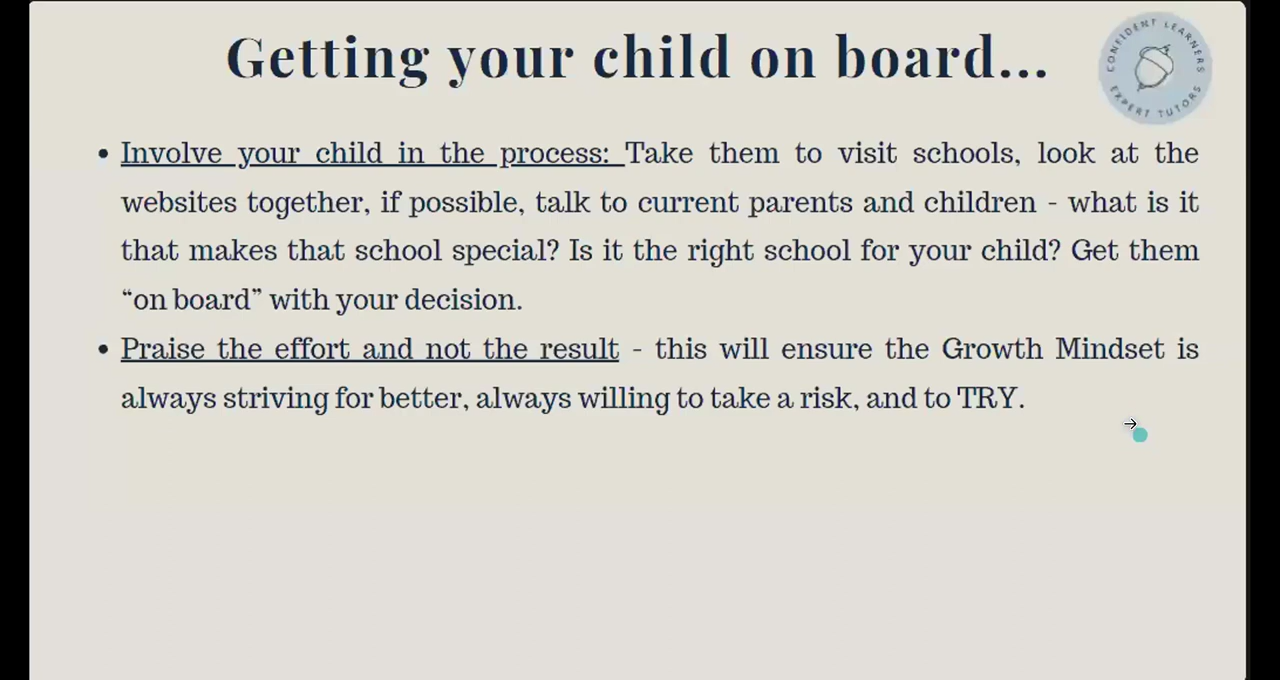 Getting your child on board...
CONFIDENT LEARNERS
EXPERT TUTORS
• Involve your child in the process: Take them to visit schools, look at the
websites together, if possible, talk to current parents and children - what is it
that makes that school special? Is it the right school for your child? Get them
“on board” with your decision.
• Praise the effort and not the result - this will ensure the Growth Mindset is
always striving for better, always willing to take a risk, and to TRY.